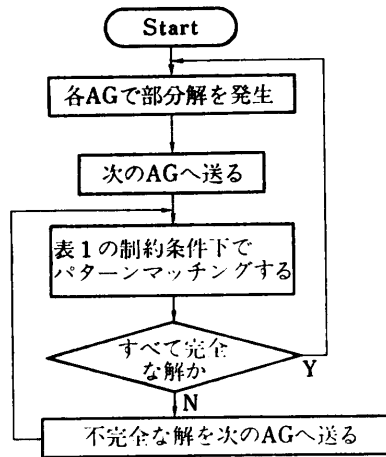 Start
各AGで部分解を発生
次のAGへ送る
表1の制約条件下で
パターンマッチングする
すべて完全
な解か
Y
N
不完全な解を次のAGへ送る